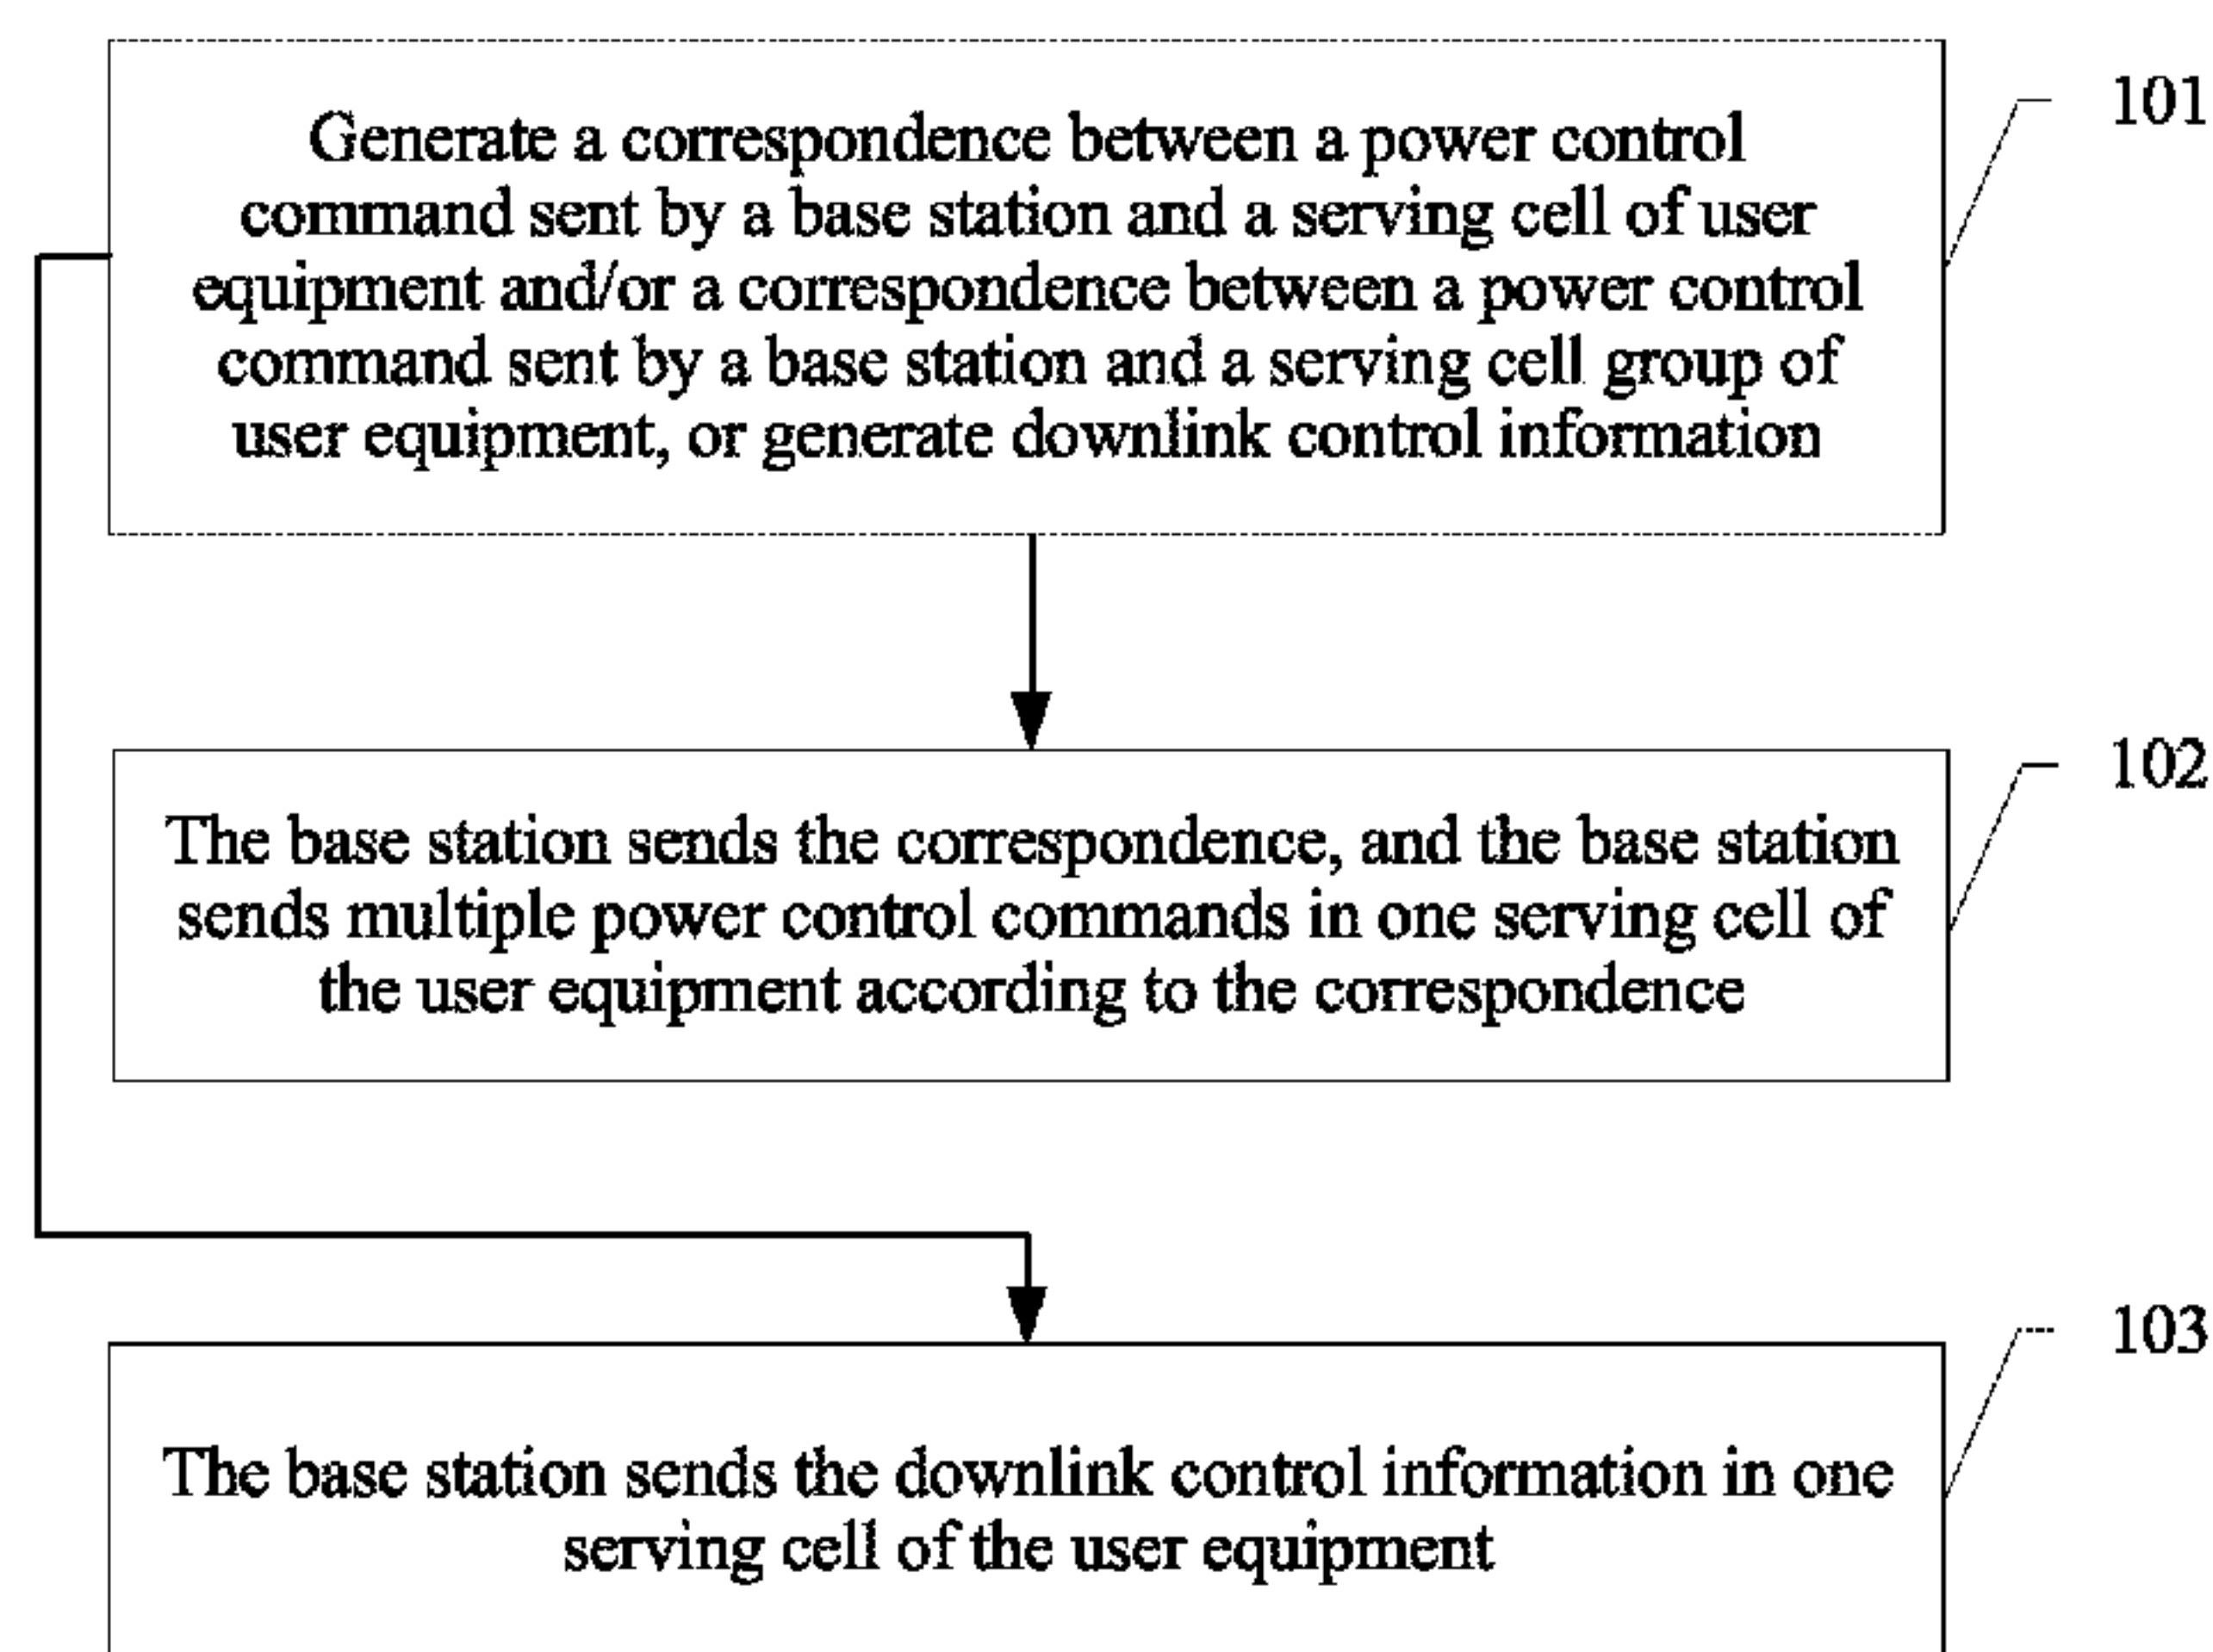 Generate a correspondence between a power control
command sent by a base station and a serving cell of user
equipment and/or a correspondence between a power control
command sent by a base station and a serving cell group of
user equipment, or generate downlink control information
101
The base station sends the correspondence, and the base station
sends multiple power control commands in one serving cell of
the user equipment according to the correspondence
102
The base station sends the downlink control information in one
serving cell of the user equipment
103